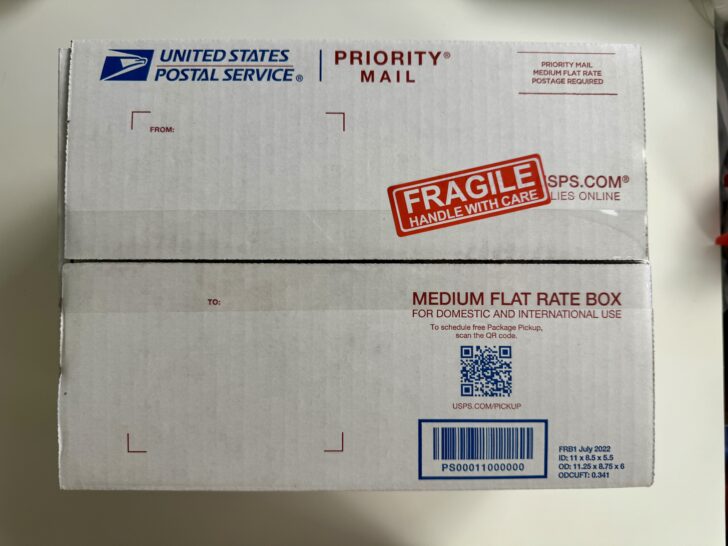 UNITED STATES
POSTAL SERVICE®
PRIORITY®
MAIL
PRIORITY MAIL
MEDIUM FLAT RATE
POSTAGE REQUIRED
FROM:
FRAGILE
HANDLE WITH CARE
SPS.COM®
LIES ONLINE
TO:
MEDIUM FLAT RATE BOX
FOR DOMESTIC AND INTERNATIONAL USE
To schedule free Package Pickup,
scan the QR code.
USPS.COM/PICKUP
PS00011000000
FRB1 July 2022
ID: 11 x 8.5 x 5.5
OD: 11.25 x 8.75 x 6
ODCUFT: 0.341